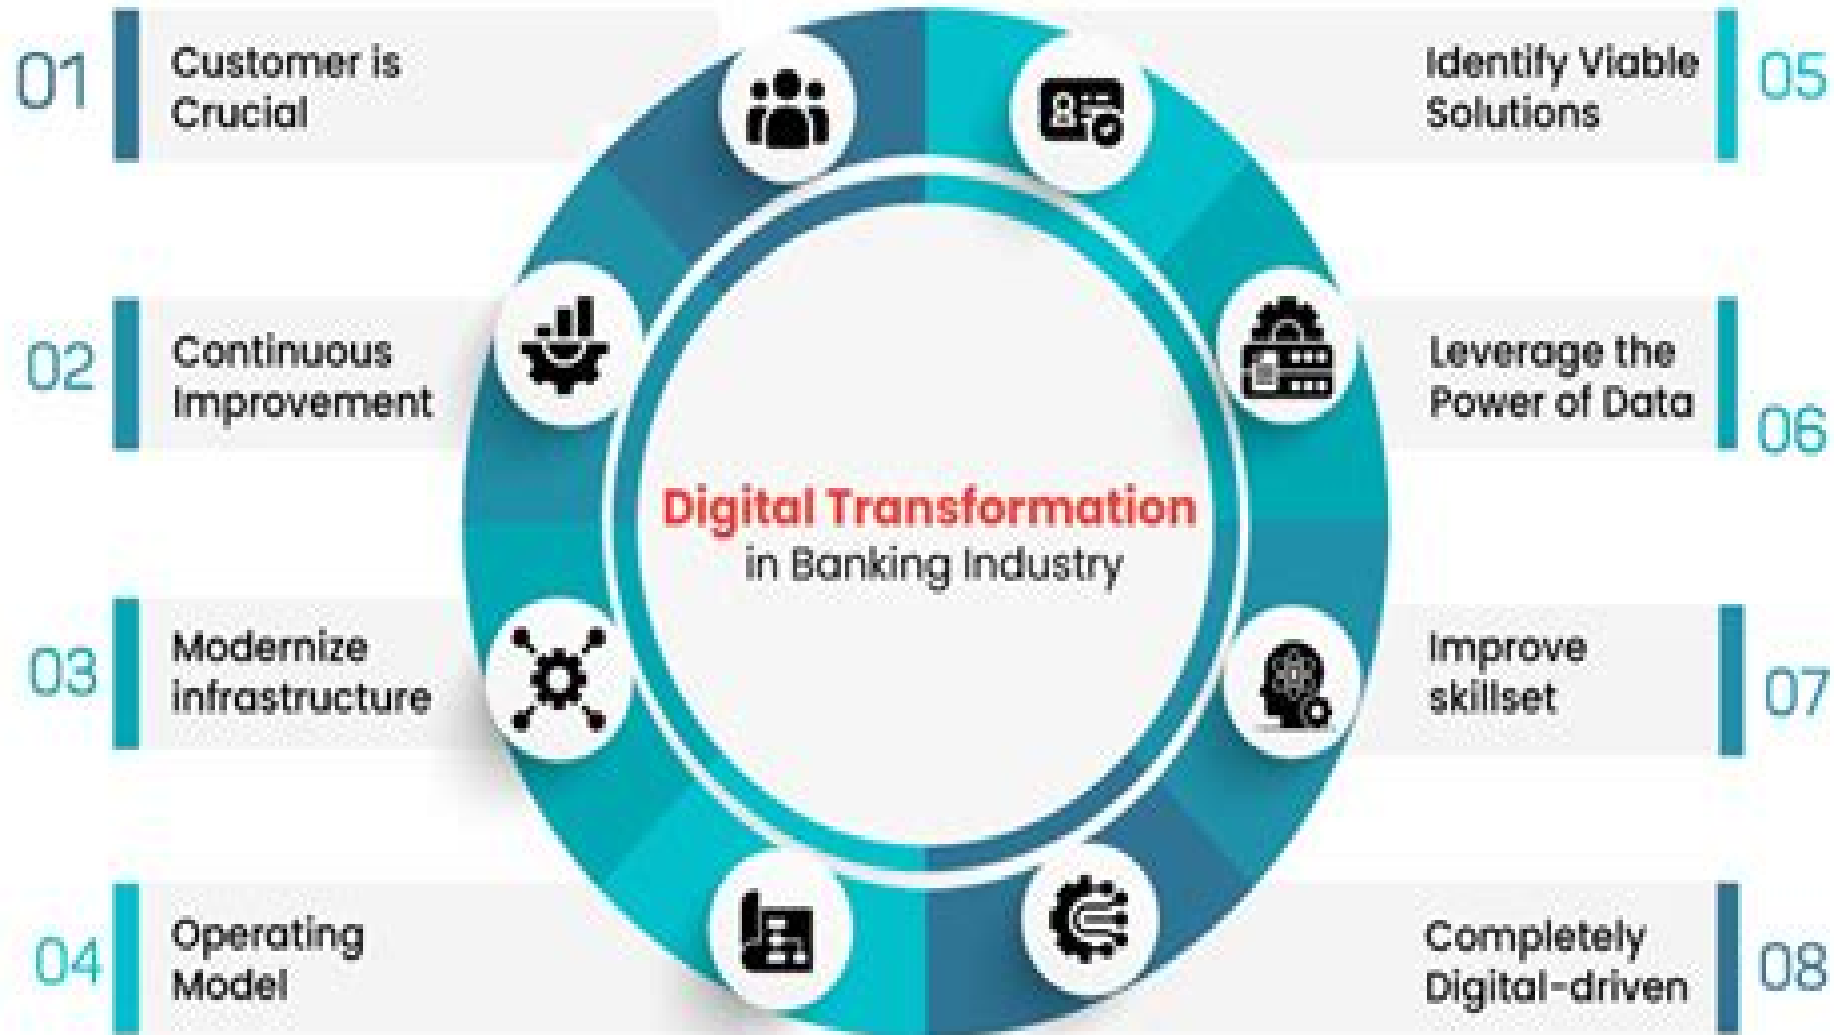 01
Customer is
Crucial
02
Continuous
Improvement
03
Modernize
infrastructure
04
Operating
Model
Digital Transformation
in Banking Industry
Identify Viable
Solutions
05
Leverage the
Power of Data
06
Improve
skillset
07
Completely
Digital-driven
08